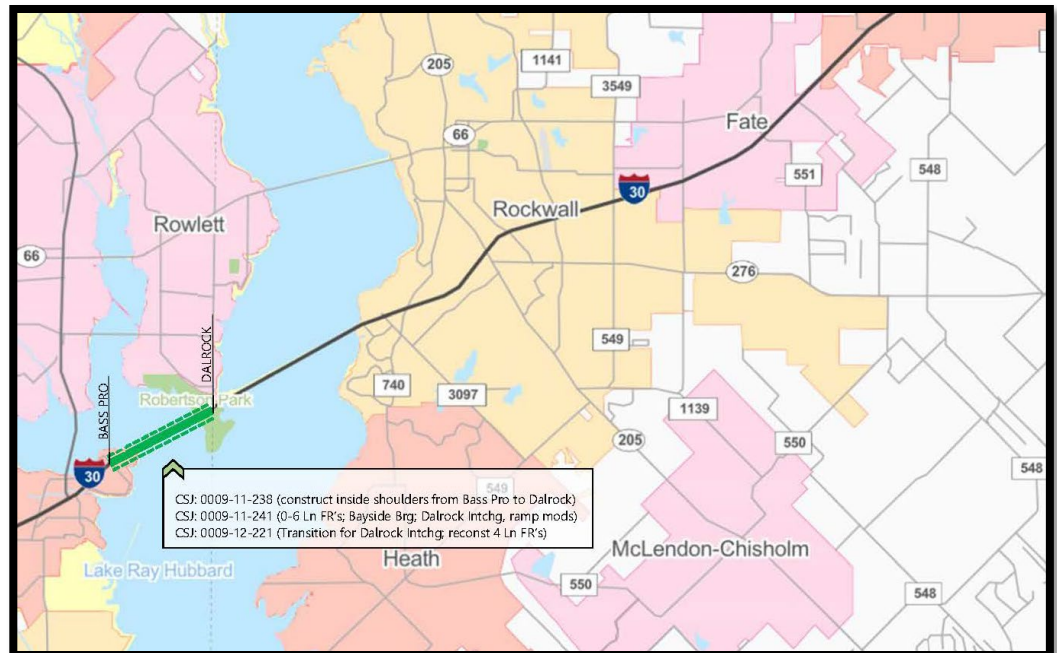 205
1141
3549
66
Fate
551
548
Rowlett
Rockwall
30
66
276
DALROCK
549
740
3097
Robertson Park
BASS PRO
1139
205
550
30
548
CSJ: 0009-11-238 (construct inside shoulders from Bass Pro to Dalrock)
549
CSJ: 0009-11-241 (0-6 Ln FR's; Bayside Brg; Dalrock Intchg, ramp mods)
CSJ: 0009-12-221 (Transition for Dalrock Intchg; reconst 4 Ln FR's)
Heath
McLendon-Chisholm
Lake Ray Hubbard
550
548